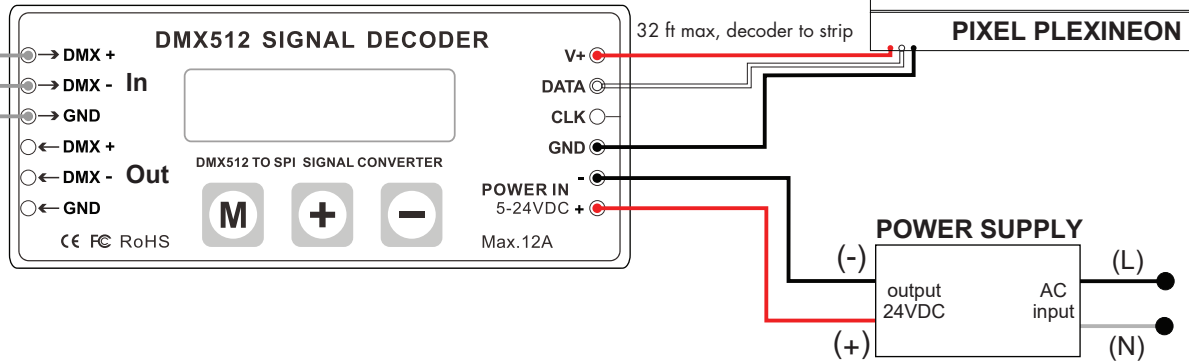 DMX512 SIGNAL DECODER
→ DMX +
→ DMX - In
→ GND
← DMX +
← DMX - Out
← GND
DMX512 TO SPI SIGNAL CONVERTER
M + −
CE FC RoHS
V+
DATA
CLK
GND
-
POWER IN
5-24VDC +
Max.12A
32 ft max, decoder to strip
PIXEL PLEXINEON
POWER SUPPLY
(-)
(+)
output
24VDC
AC
input
(L)
(N)